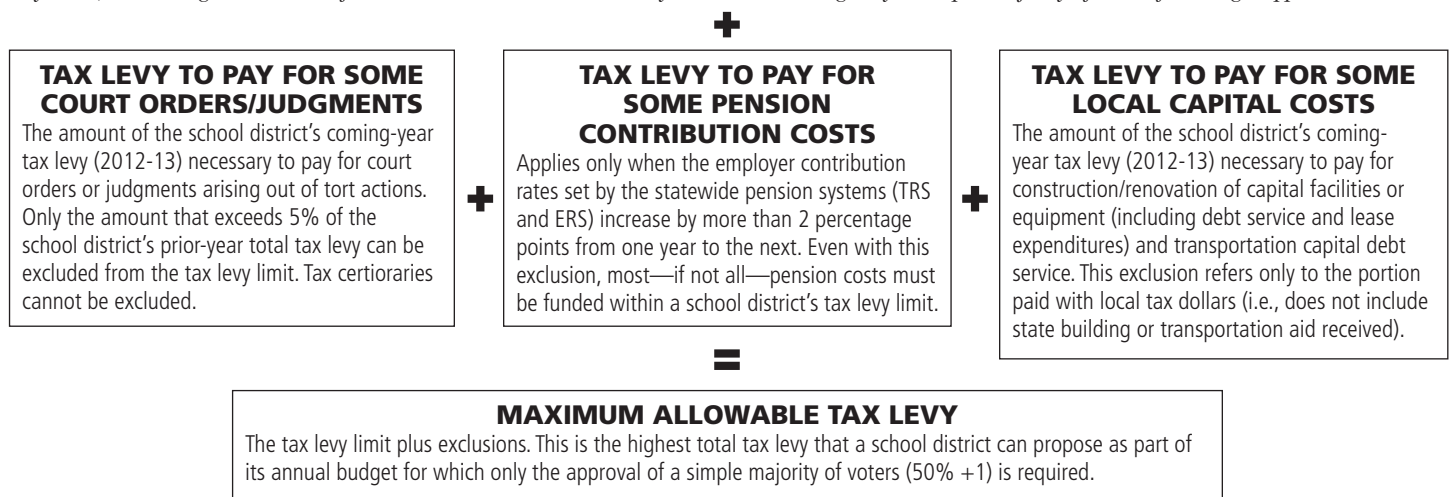 +
TAX LEVY TO PAY FOR SOME
COURT ORDERS/JUDGMENTS
The amount of the school district's coming-year
tax levy (2012-13) necessary to pay for court
orders or judgments arising out of tort actions.
Only the amount that exceeds 5% of the
school district's prior-year total tax levy can be
excluded from the tax levy limit. Tax certioraries
cannot be excluded.
+
TAX LEVY TO PAY FOR
SOME PENSION
CONTRIBUTION COSTS
Applies only when the employer contribution
rates set by the statewide pension systems (TRS
and ERS) increase by more than 2 percentage
points from one year to the next. Even with this
exclusion, most—if not all—pension costs must
be funded within a school district's tax levy limit.
+
TAX LEVY TO PAY FOR SOME
LOCAL CAPITAL COSTS
The amount of the school district's coming-
year tax levy (2012-13) necessary to pay for
construction/renovation of capital facilities or
equipment (including debt service and lease
expenditures) and transportation capital debt
service. This exclusion refers only to the portion
paid with local tax dollars (i.e., does not include
state building or transportation aid received).
=
MAXIMUM ALLOWABLE TAX LEVY
The tax levy limit plus exclusions. This is the highest total tax levy that a school district can propose as part of
its annual budget for which only the approval of a simple majority of voters (50% +1) is required.